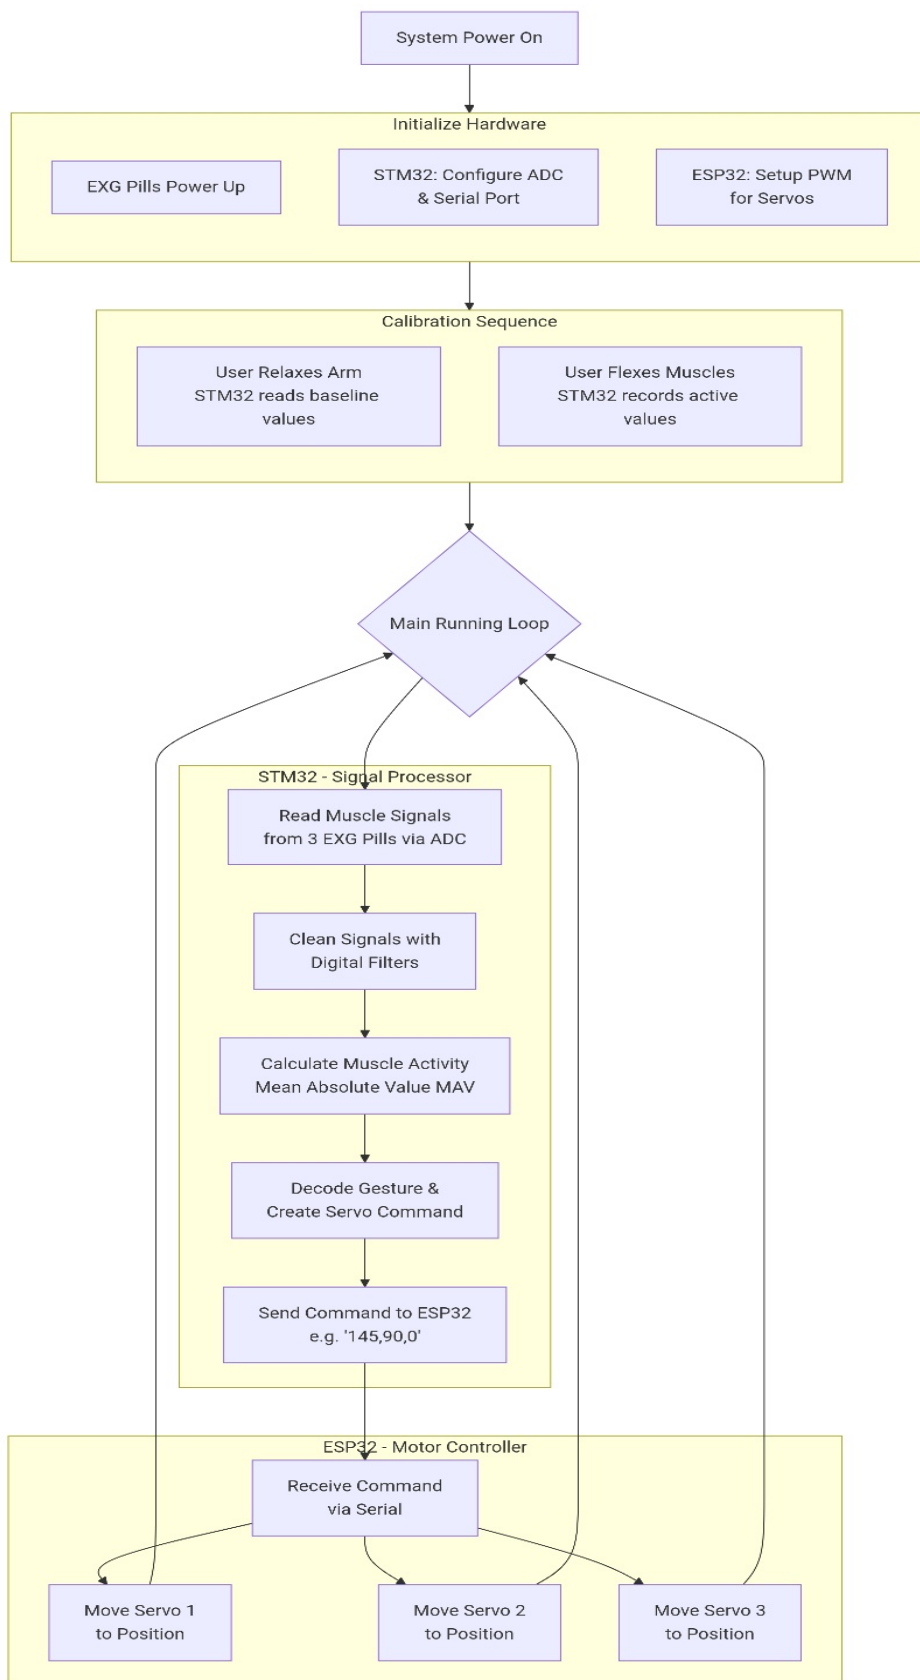 System Power On
Initialize Hardware
EXG Pills Power Up
STM32: Configure ADC
& Serial Port
ESP32: Setup PWM
for Servos
Calibration Sequence
User Relaxes Arm
STM32 reads baseline
values
User Flexes Muscles
STM32 records active
values
Main Running Loop
STM32 - Signal Processor
Read Muscle Signals
from 3 EXG Pills via ADC
Clean Signals with
Digital Filters
Calculate Muscle Activity
Mean Absolute Value MAV
Decode Gesture &
Create Servo Command
Send Command to ESP32
e.g. '145,90,0'
ESP32 - Motor Controller
Receive Command
via Serial
Move Servo 1
to Position
Move Servo 2
to Position
Move Servo 3
to Position